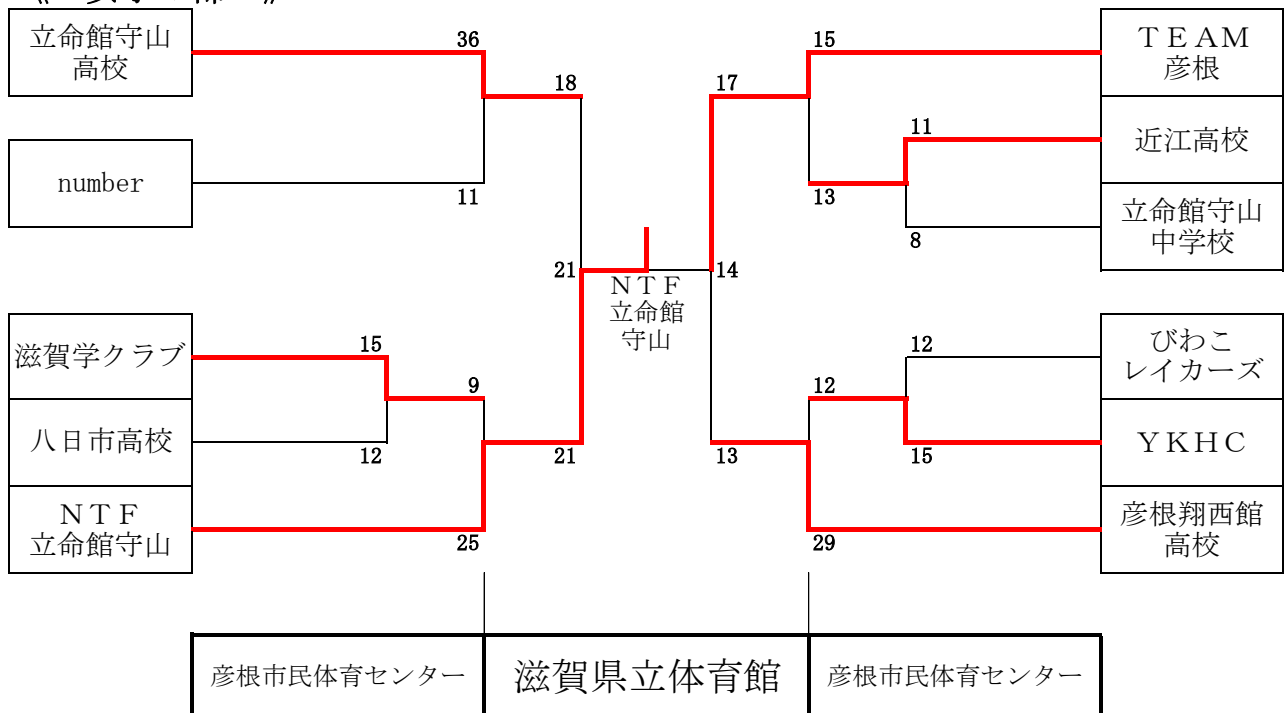 立命館守山
高校
36
15
ＴＥＡＭ
彦根
18
17
11
近江高校
number
11
13
立命館守山
中学校
8
21
14
ＮＴＦ
立命館
守山
滋賀学クラブ
15
12
びわこ
レイカーズ
9
12
八日市高校
12
21
13
15
ＹＫＨＣ
ＮＴＦ
立命館守山
25
29
彦根翔西館
高校
彦根市民体育センター
滋賀県立体育館
彦根市民体育センター